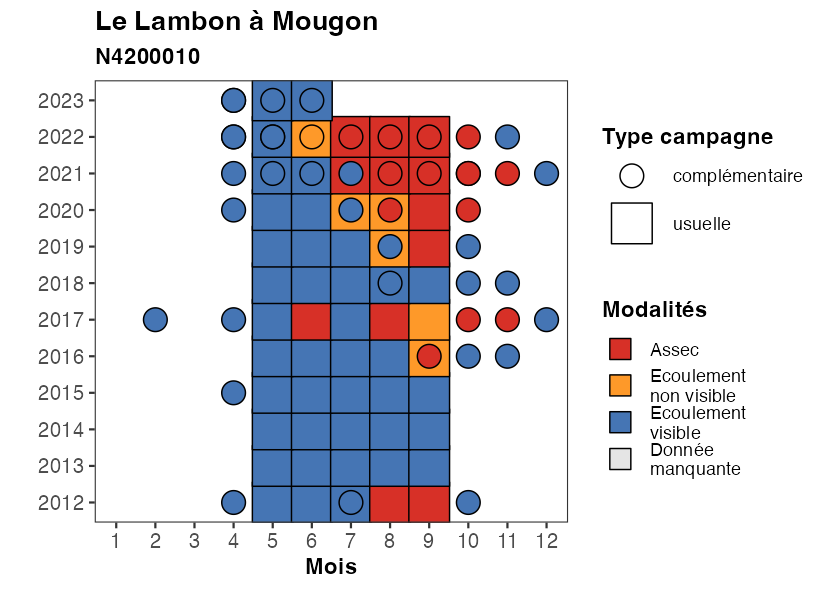 Le Lambon à Mougon
N4200010
2023
2022
2021
2020
2019
2018
2017
2016
2015
2014
2013
2012
1 2 3 4 5 6 7 8 9 10 11 12
Mois
Type campagne
complémentaire
usuelle
Modalités
Assec
Ecoulement
non visible
Ecoulement
visible
Donnée
manquante